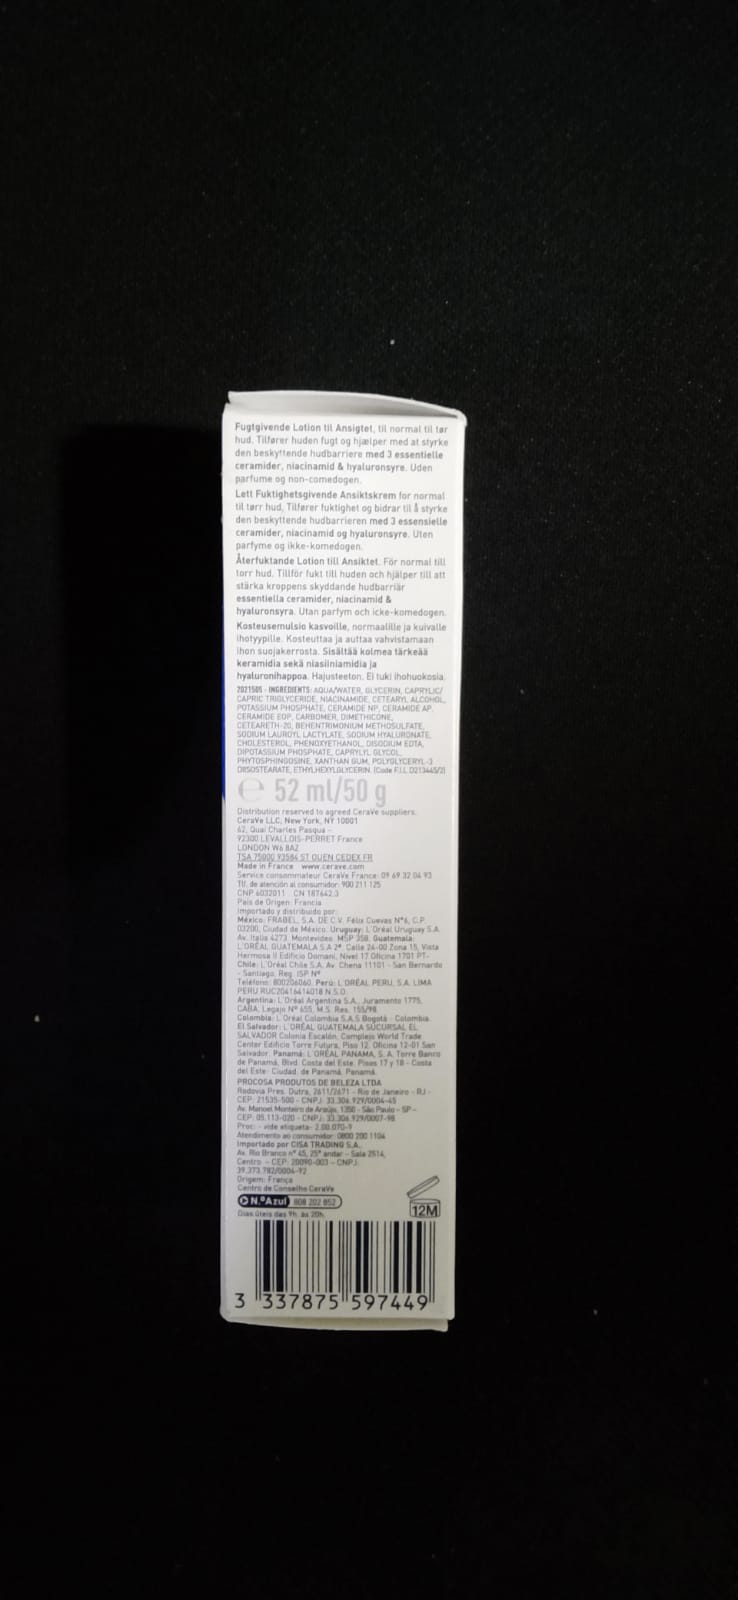 Fugtgivende Lotion til Ansigtet, til normal til tør
hud. Tilfører huden fugt og hjælper med at styrke
den beskyttende hudbarriere med 3 essentielle
ceramider, niacinamid & hyaluronsyre. Uden
parfume og non-comedogen.
Lett Fuktighetsgivende Ansiktskrem for normal
til tørr hud, Tilfører fuktighet og bidrar til å styrke
den beskyttende hudbarrieren med 3 essensielle
ceramider, niacinamid og hyaluronsyre. Uten
parfyme og ikke-komedogen.
Återfuktande Lotion till Ansiktet. För normal till
torr hud. Tillför fukt till huden och hjälper till att
stärka kroppens skyddande hudbarriär
essentiella ceramider, niacinamid &
hyaluronsyra. Utan parfym och icke-komedogen.
Kosteusemulsio kasvoille, normaalille ja kuivalle
ihotyypille. Kosteuttaa ja auttaa vahvistamaan
ihon suojakerrosta. Sisältää kolmea tärkeää
keramidia sekä niasiiniamidia ja
hyaluronihappoa. Hajusteeton. Ei tuki ihohuokosia.
2021505 - INGREDIENTS: AQUA/WATER, GLYCERIN, CAPRYLIC/
CAPRIC TRIGLYCERIDE, NIACINAMIDE, CETEARYL ALCOHOL,
POTASSIUM PHOSPHATE, CERAMIDE NP, CERAMIDE AP,
CERAMIDE EOP, CARBOMER, DIMETHICONE,
CETEARETH-20, BEHENTRIMONIUM METHOSULFATE,
SODIUM LAUROYL LACTYLATE, SODIUM HYALURONATE,
CHOLESTEROL, PHENOXYETHANOL, DISODIUM EDTA,
DIPOTASSIUM PHOSPHATE, CAPRYLYL GLYCOL,
PHYTOSPHINGOSINE, XANTHAN GUM, POLYGLYCERYL-3
DIISOSTEARATE, ETHYLHEXYLGLYCERIN. (Code F.I.L. D213445/2)
℮ 52 ml/50 g
Distribution reserved to agreed CeraVe suppliers.
CeraVe LLC, New York, NY 10001
62, Quai Charles Pasqua -
92300 LEVALLOIS-PERRET France
LONDON W6 8AZ
TSA 75000 93584 ST OUEN CEDEX FR
Made in France www.cerave.com
Service consommateur CeraVe France: 09 69 32 04 93
Tlf. de atención al consumidor: 900 211 125
CNP 6032011 CN 187642.3
País de Origen: Francia
Importado y distribuido por:
México: FRABEL, S.A. DE C.V. Félix Cuevas N°6, C.P.
03200, Ciudad de México. Uruguay: L'Oréal Uruguay S.A.
Av. Italia 4273. Montevideo. MSP 358. Guatemala:
L'ORÉAL GUATEMALA S.A 2ª. Calle 24-00 Zona 15, Vista
Hermosa II Edificio Domani, Nivel 17 Oficina 1701 PT-
Chile: L'Oréal Chile S.A. Av. Chena 11101 - San Bernardo
- Santiago. Reg. ISP N°
Teléfono: 800206060. Perú: L'ORÉAL PERU, S.A. LIMA
PERU RUC20416414018 N.S.O.
Argentina: L'Oréal Argentina S.A., Juramento 1775,
CABA, Legajo N° 655, M.S. Res. 155/98.
Colombia: L'Oréal Colombia S.A.S Bogotá - Colombia.
El Salvador: L'ORÉAL GUATEMALA SUCURSAL EL
SALVADOR Colonia Escalón, Complejo World Trade
Center Edificio Torre Futura, Piso 12, Oficina 12-01 San
Salvador. Panamá: L'ORÉAL PANAMA, S. A. Torre Banco
de Panamá, Blvd. Costa del Este. Pisos 17 y 18 - Costa
del Este- Ciudad. de Panamá, Panamá.
PROCOSA PRODUTOS DE BELEZA LTDA
Rodovia Pres. Dutra, 2611/2671 - Rio de Janeiro - RJ -
CEP: 21535-500 - CNPJ: 33.306.929/0004-45
Av. Manoel Monteiro de Araújo, 1350 - São Paulo - SP -
CEP: 05.113-020 - CNPJ: 33.306.929/0007-98
Proc.: - vide etiqueta- 2.00.070-9
Atendimento ao consumidor: 0800 200 1104
Importado por CISA TRADING S.A.
Av. Rio Branco n° 45, 25° andar - Sala 2514,
Centro - CEP: 20090-003 - CNPJ:
39.373.782/0004-92
Origem: França
Centro de Conselho CeraVe
N.°Azul 808 202 852
Dias úteis das 9h. às 20h.
12M
3 337875 597449